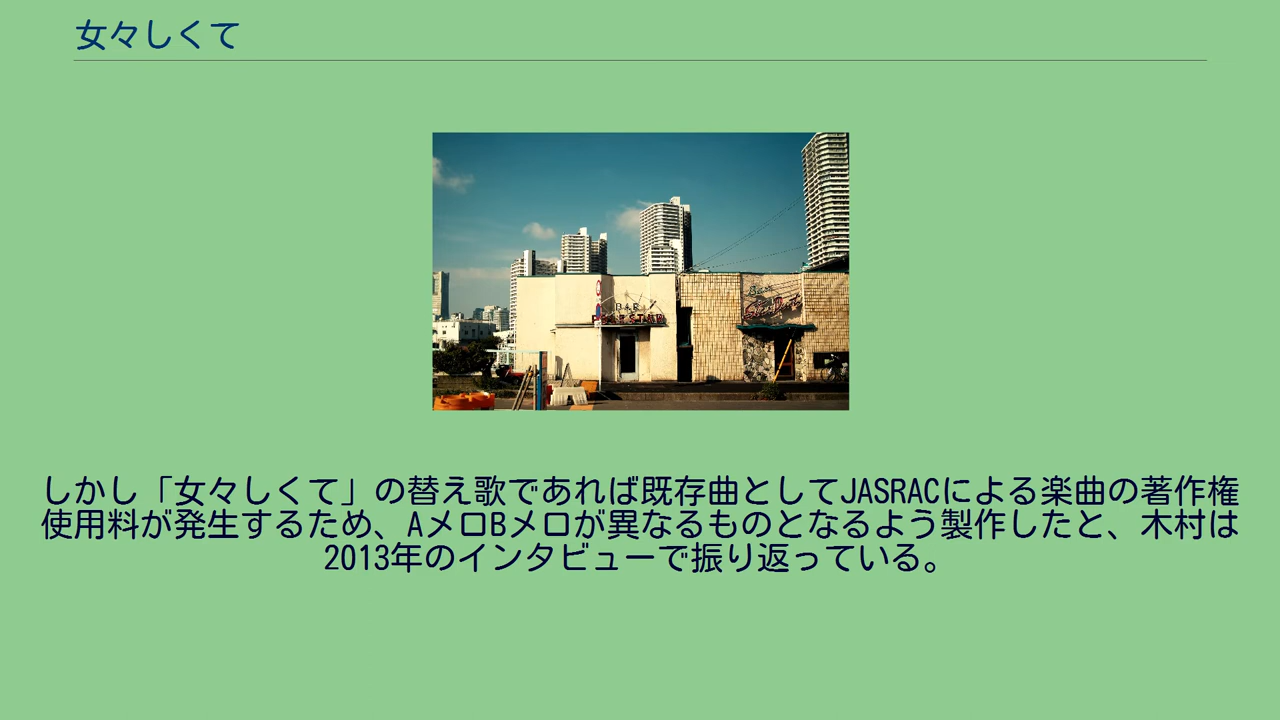 女々しくて
BAR
しかし「女々しくて」の替え歌であれば既存曲としてJASRACによる楽曲の著作権
使用料が発生するため、AメロBメロが異なるものとなるよう製作したと、木村は
2013年のインタビューで振り返っている。